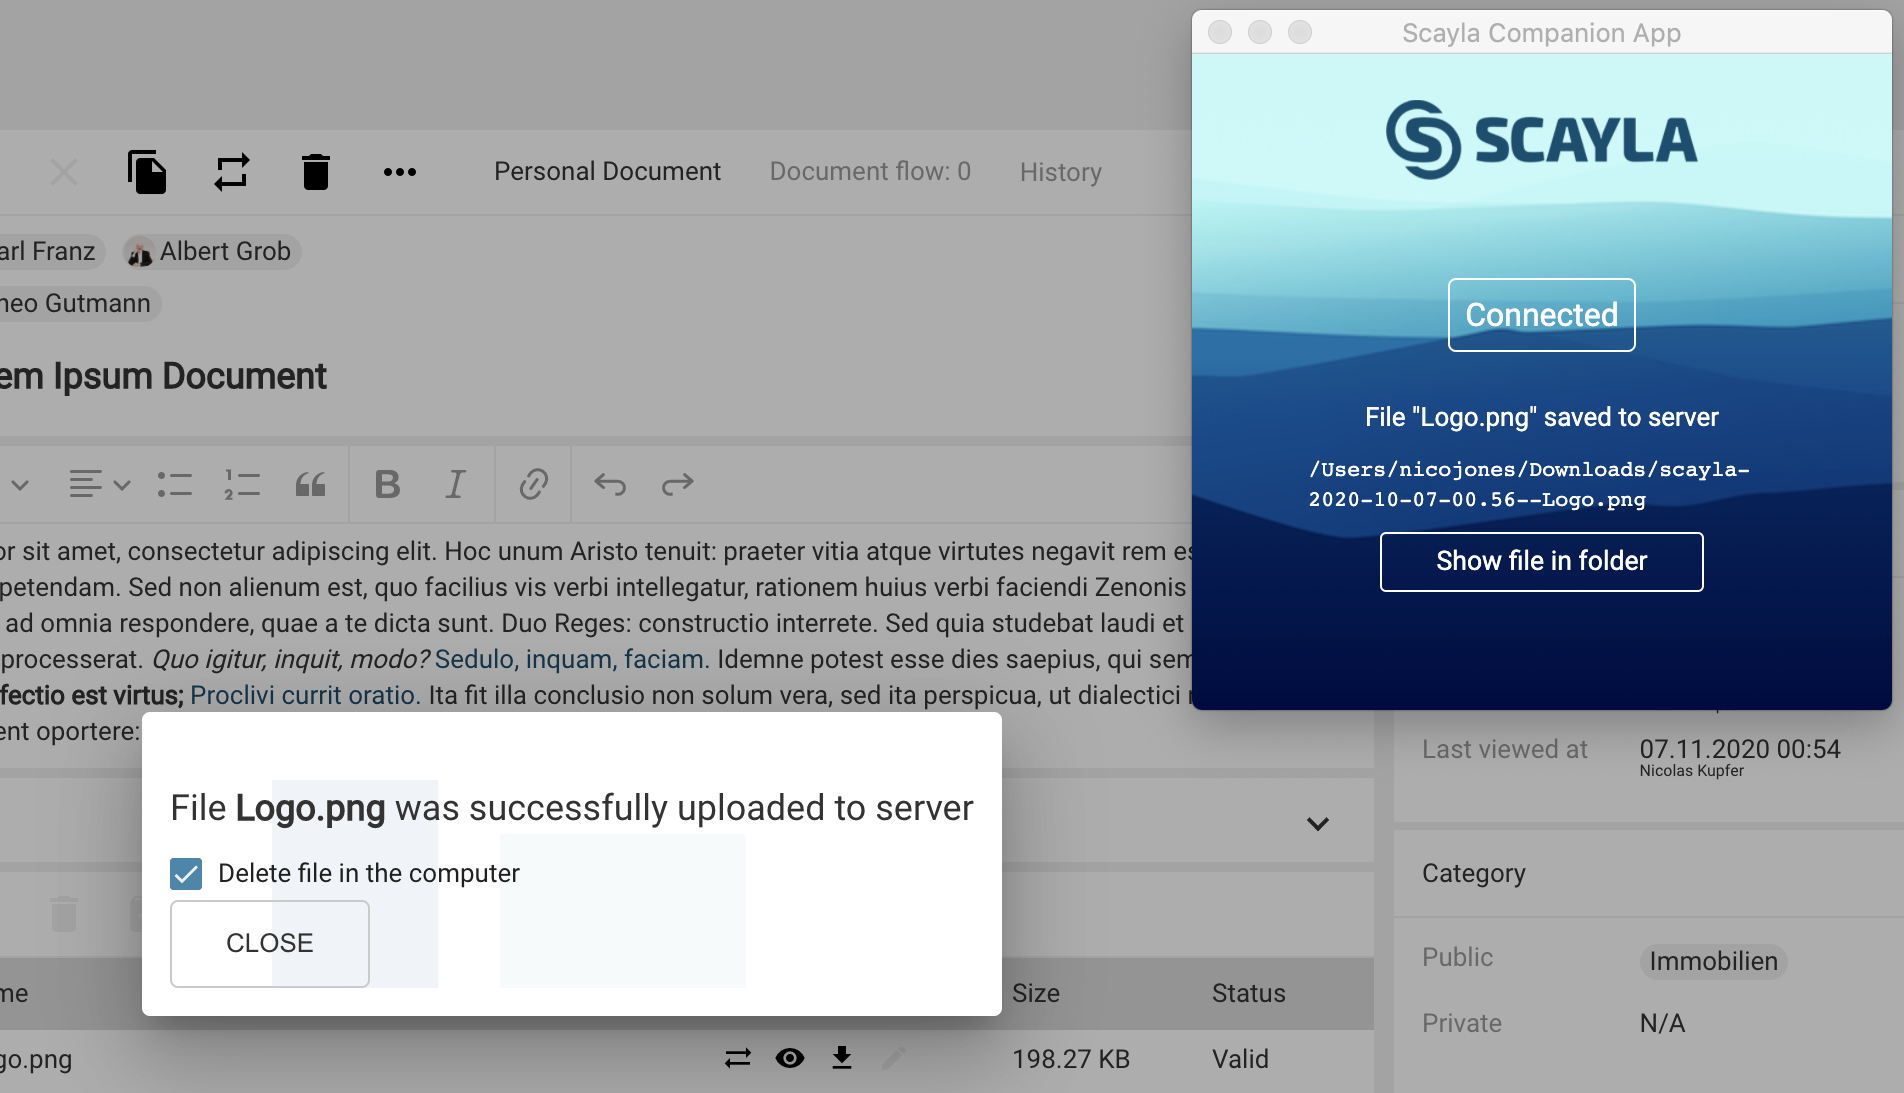 Scayla Companion App
SCAYLA
Connected
File "Logo.png" saved to server
/Users/nicojones/Downloads/scayla-
2020-10-07-00.56--Logo.png
Show file in folder
Personal Document
Document flow: 0
History
arl Franz
Albert Grob
neo Gutmann
em Ipsum Document
B I
or sit amet, consectetur adipiscing elit. Hoc unum Aristo tenuit: praeter vitia atque virtutes negavit rem es
petendam. Sed non alienum est, quo facilius vis verbi intellegatur, rationem huius verbi faciendi Zenonis
ad omnia respondere, quae a te dicta sunt. Duo Reges: constructio interrete. Sed quia studebat laudi et
processerat. Quo igitur, inquit, modo? Sedulo, inquam, faciam. Idemne potest esse dies saepius, qui sem
fectio est virtus; Proclivi currit oratio. Ita fit illa conclusio non solum vera, sed ita perspicua, ut dialectici
ent oportere:
File Logo.png was successfully uploaded to server
Delete file in the computer
CLOSE
me
Size
Status
go.png
198.27 KB
Valid
Last viewed at
07.11.2020 00:54
Nicolas Kupfer
Category
Public
Immobilien
Private
N/A